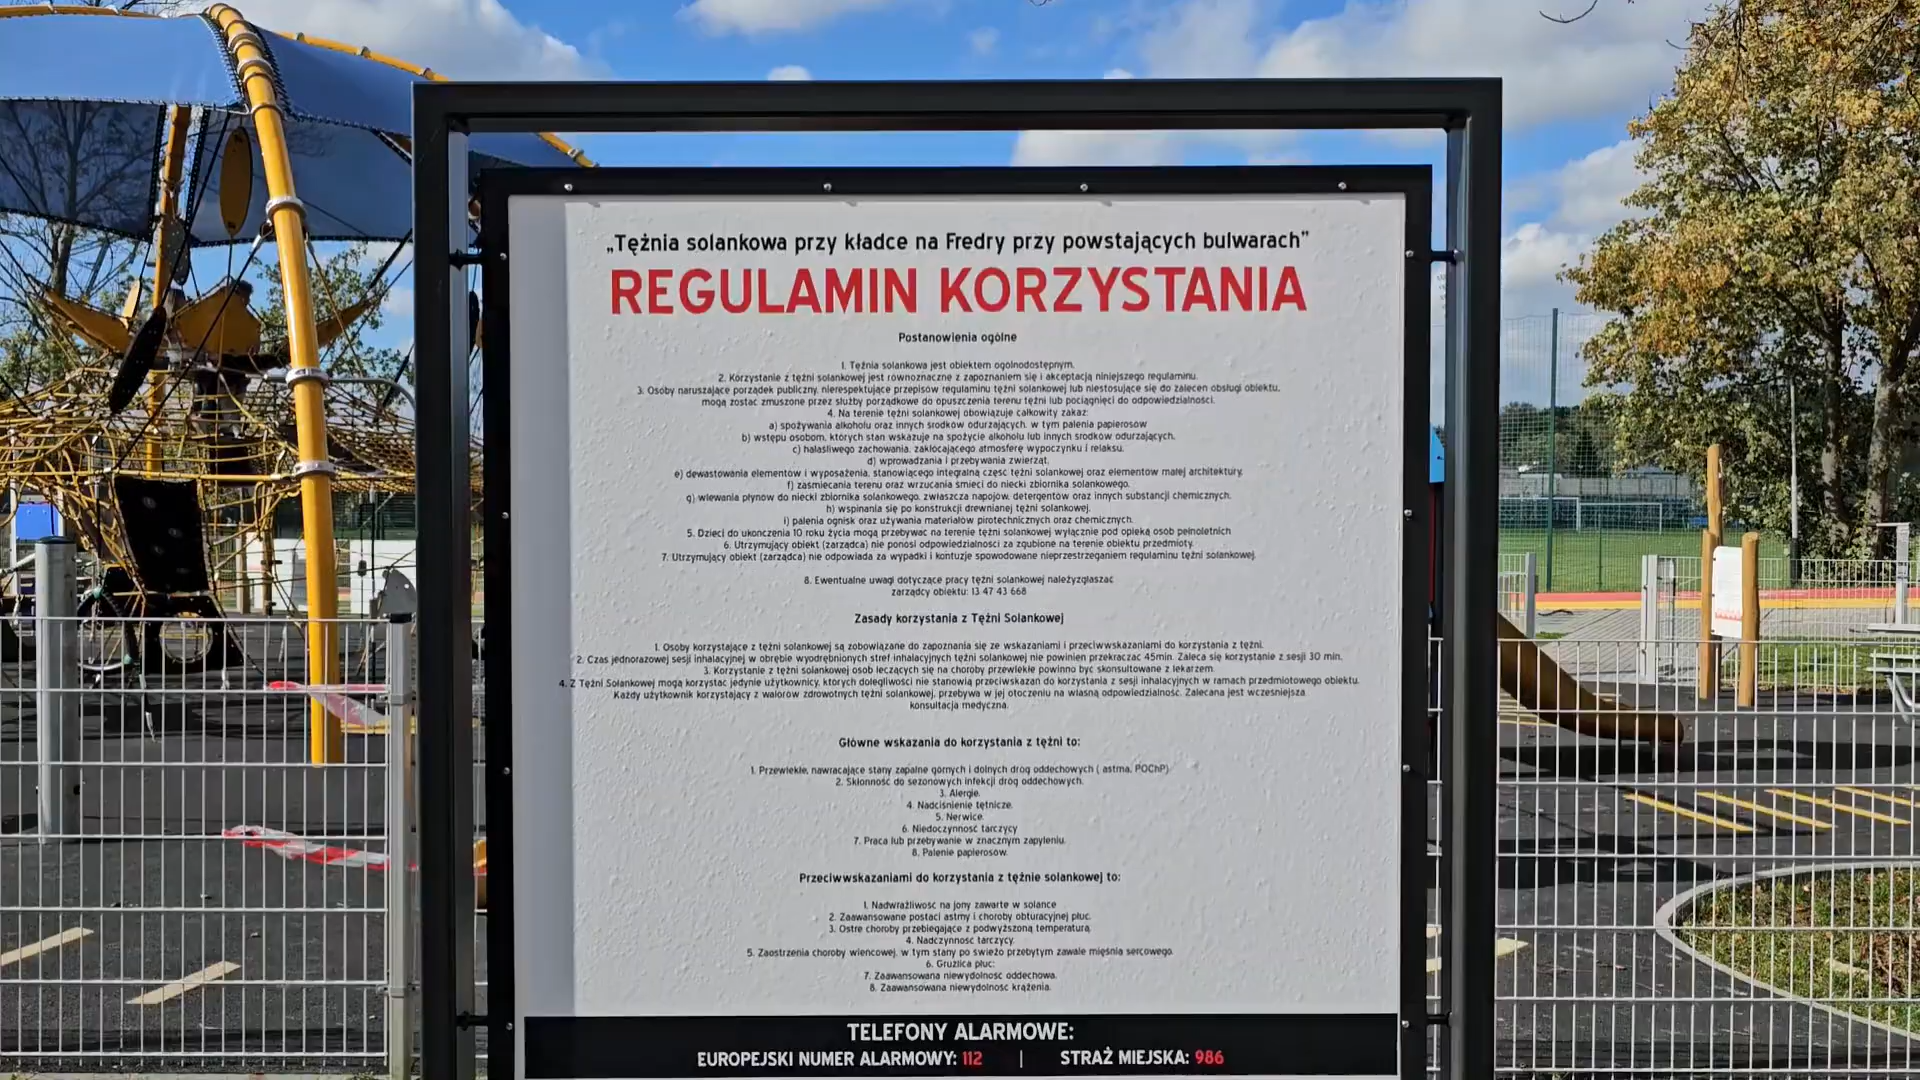 „Tężnia solankowa przy kładce na Fredry przy powstających bulwarach”
REGULAMIN KORZYSTANIA
Postanowienia ogólne
1. Tężnia solankowa jest obiektem ogólnodostępnym.
2. Korzystanie z tężni solankowej jest równoznaczne z zapoznaniem się i akceptacją niniejszego regulaminu.
3. Osoby naruszające porządek publiczny, nierespektujące przepisów regulaminu tężni solankowej lub niestosujące się do zaleceń obsługi obiektu,
mogą zostać zmuszone przez służby porządkowe do opuszczenia terenu tężni lub pociągnięci do odpowiedzialności.
4. Na terenie tężni solankowej obowiązuje całkowity zakaz:
a) spożywania alkoholu oraz innych środków odurzających, w tym palenia papierosów
b) wstępu osobom, których stan wskazuje na spożycie alkoholu lub innych środków odurzających.
c) hałaśliwego zachowania, zakłócającego atmosferę wypoczynku i relaksu.
d) wprowadzania i przebywania zwierząt.
e) dewastowania elementów i wyposażenia, stanowiącego integralną część tężni solankowej oraz elementów małej architektury.
f) zaśmiecania terenu oraz wrzucania śmieci do niecki zbiornika solankowego.
g) wlewania płynów do niecki zbiornika solankowego, zwłaszcza napojów, detergentów oraz innych substancji chemicznych.
h) wspinania się po konstrukcji drewnianej tężni solankowej.
i) palenia ognisk oraz używania materiałów pirotechnicznych oraz chemicznych.
5. Dzieci do ukończenia 10 roku życia mogą przebywać na terenie tężni solankowej wyłącznie pod opieką osób pełnoletnich
6. Utrzymujący obiekt (zarządca) nie ponosi odpowiedzialności za zgubione na terenie obiektu przedmioty.
7. Utrzymujący obiekt (zarządca) nie odpowiada za wypadki i kontuzje spowodowane nieprzestrzeganiem regulaminu tężni solankowej.
8. Ewentualne uwagi dotyczące pracy tężni solankowej należyzgłaszać
zarządcy obiektu: 13 47 43 668
Zasady korzystania z Tężni Solankowej
1. Osoby korzystające z tężni solankowej są zobowiązane do zapoznania się ze wskazaniami i przeciwwskazaniami do korzystania z tężni.
2. Czas jednorazowej sesji inhalacyjnej w obrębie wyodrębnionych stref inhalacyjnych tężni solankowej nie powinien przekraczać 45min. Zaleca się korzystanie z sesji 30 min.
3. Korzystanie z tężni solankowej osób leczących się na choroby przewlekłe powinno być skonsultowane z lekarzem.
4. Z Tężni Solankowej mogą korzystać jedynie użytkownicy, których dolegliwości nie stanowią przeciwskazań do korzystania z sesji inhalacyjnych w ramach przedmiotowego obiektu.
Każdy użytkownik korzystający z walorów zdrowotnych tężni solankowej, przebywa w jej otoczeniu na własną odpowiedzialność. Zalecana jest wcześniejsza
konsultacja medyczna.
Główne wskazania do korzystania z tężni to:
1. Przewlekłe, nawracające stany zapalne górnych i dolnych dróg oddechowych ( astma, POChP)
2. Skłonność do sezonowych infekcji dróg oddechowych.
3. Alergie.
4. Nadciśnienie tętnicze.
5. Nerwice.
6. Niedoczynność tarczycy
7. Praca lub przebywanie w znacznym zapyleniu.
8. Palenie papierosów.
Przeciwwskazaniami do korzystania z tężnie solankowej to:
1. Nadwrażliwość na jony zawarte w solance
2. Zaawansowane postaci astmy i choroby obturacyjnej płuc.
3. Ostre choroby przebiegające z podwyższoną temperaturą.
4. Nadczynność tarczycy.
5. Zaostrzenia choroby wieńcowej, w tym stany po świeżo przebytym zawale mięśnia sercowego.
6. Gruźlica płuc:
7. Zaawansowana niewydolność oddechowa.
8. Zaawansowana niewydolność krążenia.
TELEFONY ALARMOWE:
EUROPEJSKI NUMER ALARMOWY: 112 | STRAŻ MIEJSKA: 986